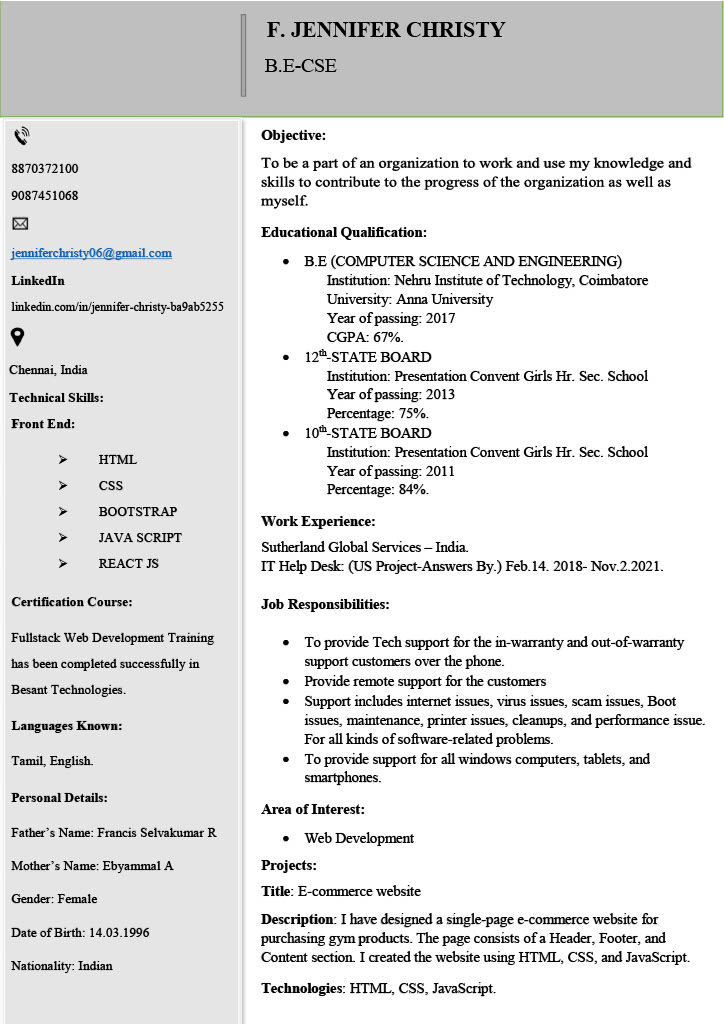 F. JENNIFER CHRISTY
B.E-CSE
8870372100
9087451068
jenniferchristy06@gmail.com
LinkedIn
linkedin.com/in/jennifer-christy-ba9ab5255
Chennai, India
Technical Skills:
Front End:
HTML
CSS
BOOTSTRAP
JAVA SCRIPT
REACT JS
Certification Course:
Fullstack Web Development Training
has been completed successfully in
Besant Technologies.
Languages Known:
Tamil, English.
Personal Details:
Father's Name: Francis Selvakumar R
Mother's Name: Ebyammal A
Gender: Female
Date of Birth: 14.03.1996
Nationality: Indian
Objective:
To be a part of an organization to work and use my knowledge and
skills to contribute to the progress of the organization as well as
myself.
Educational Qualification:
B.E (COMPUTER SCIENCE AND ENGINEERING)
Institution: Nehru Institute of Technology, Coimbatore
University: Anna University
Year of passing: 2017
CGPA: 67%.
12th-STATE BOARD
Institution: Presentation Convent Girls Hr. Sec. School
Year of passing: 2013
Percentage: 75%.
10th-STATE BOARD
Institution: Presentation Convent Girls Hr. Sec. School
Year of passing: 2011
Percentage: 84%.
Work Experience:
Sutherland Global Services – India.
IT Help Desk: (US Project-Answers By.) Feb.14. 2018- Nov.2.2021.
Job Responsibilities:
To provide Tech support for the in-warranty and out-of-warranty
support customers over the phone.
Provide remote support for the customers
Support includes internet issues, virus issues, scam issues, Boot
issues, maintenance, printer issues, cleanups, and performance issue.
For all kinds of software-related problems.
To provide support for all windows computers, tablets, and
smartphones.
Area of Interest:
Web Development
Projects:
Title: E-commerce website
Description: I have designed a single-page e-commerce website for
purchasing gym products. The page consists of a Header, Footer, and
Content section. I created the website using HTML, CSS, and JavaScript.
Technologies: HTML, CSS, JavaScript.